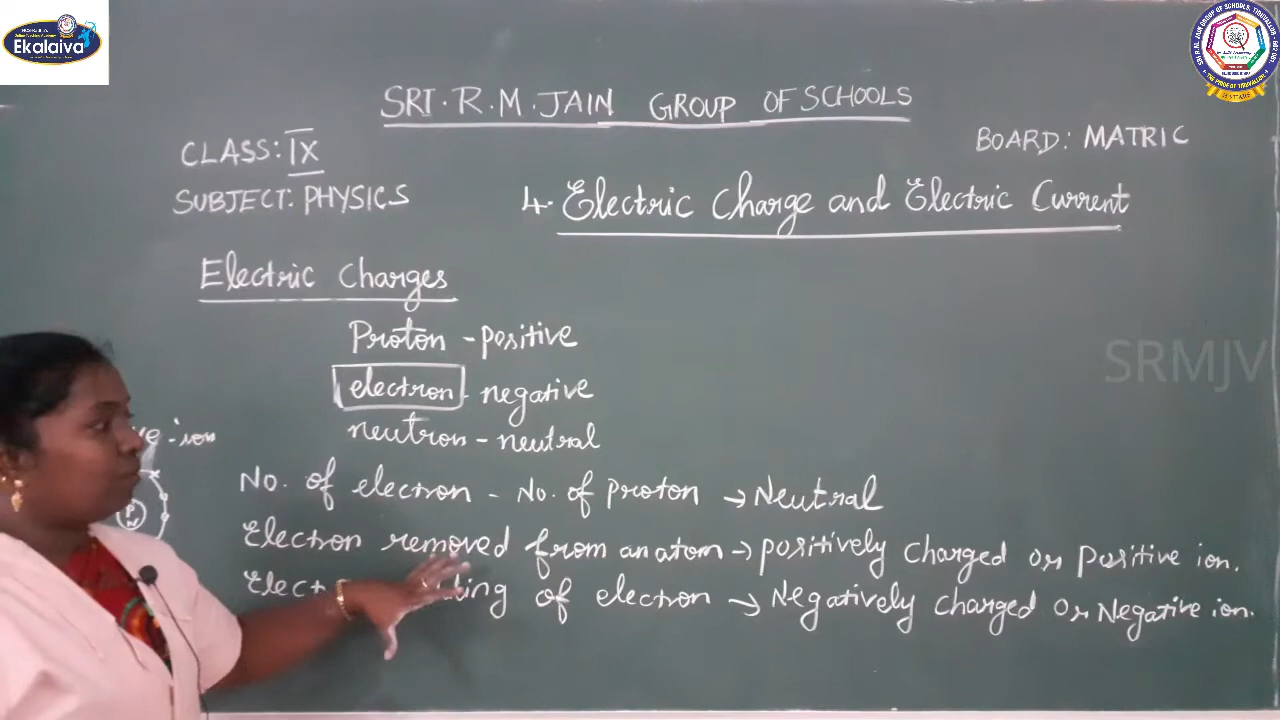 Ekalaiva
SRI.R.M.JAIN GROUP OF SCHOOLS
BOARD: MATRIC
CLASS: IX
SUBJECT: PHYSICS
4. Electric Charge and Electric Current
Electric Charges
Proton - positive
electron - negative
neutron - neutral
SRMJV
ve -ion
P
N
No. of electron - No. of proton → Neutral
Electron removed from an atom → positively charged or Positive ion.
of electron → Negatively charged or Negative ion.